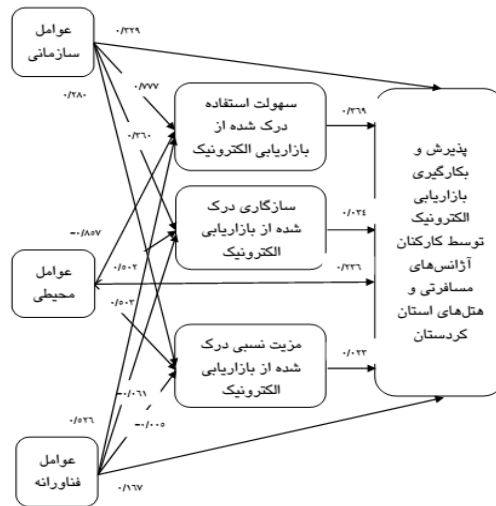 عوامل
سازمانی
۰/۳۲۹
۰/۷۷۷
۰/۲۸۰
۰/۳۶۰
سهولت استفاده
درک شده از
بازاریابی الکترونیک
۰/۳۶۹
پذیرش و
بکارگیری
بازاریابی
الکترونیک
توسط کارکنان
آژانس‌های
مسافرتی و
هتل‌های استان
کردستان
سازگاری درک
شده از بازاریابی
الکترونیک
۰/۰۳۴
-۰/۸۵۷
عوامل
محیطی
۰/۵۰۲
۰/۲۳۶
۰/۵۰۳
مزیت نسبی درک
شده از بازاریابی
الکترونیک
۰/۰۲۳
-۰/۰۶۱
۰/۵۲۶
-۰/۰۰۵
عوامل
فناورانه
۰/۱۶۷